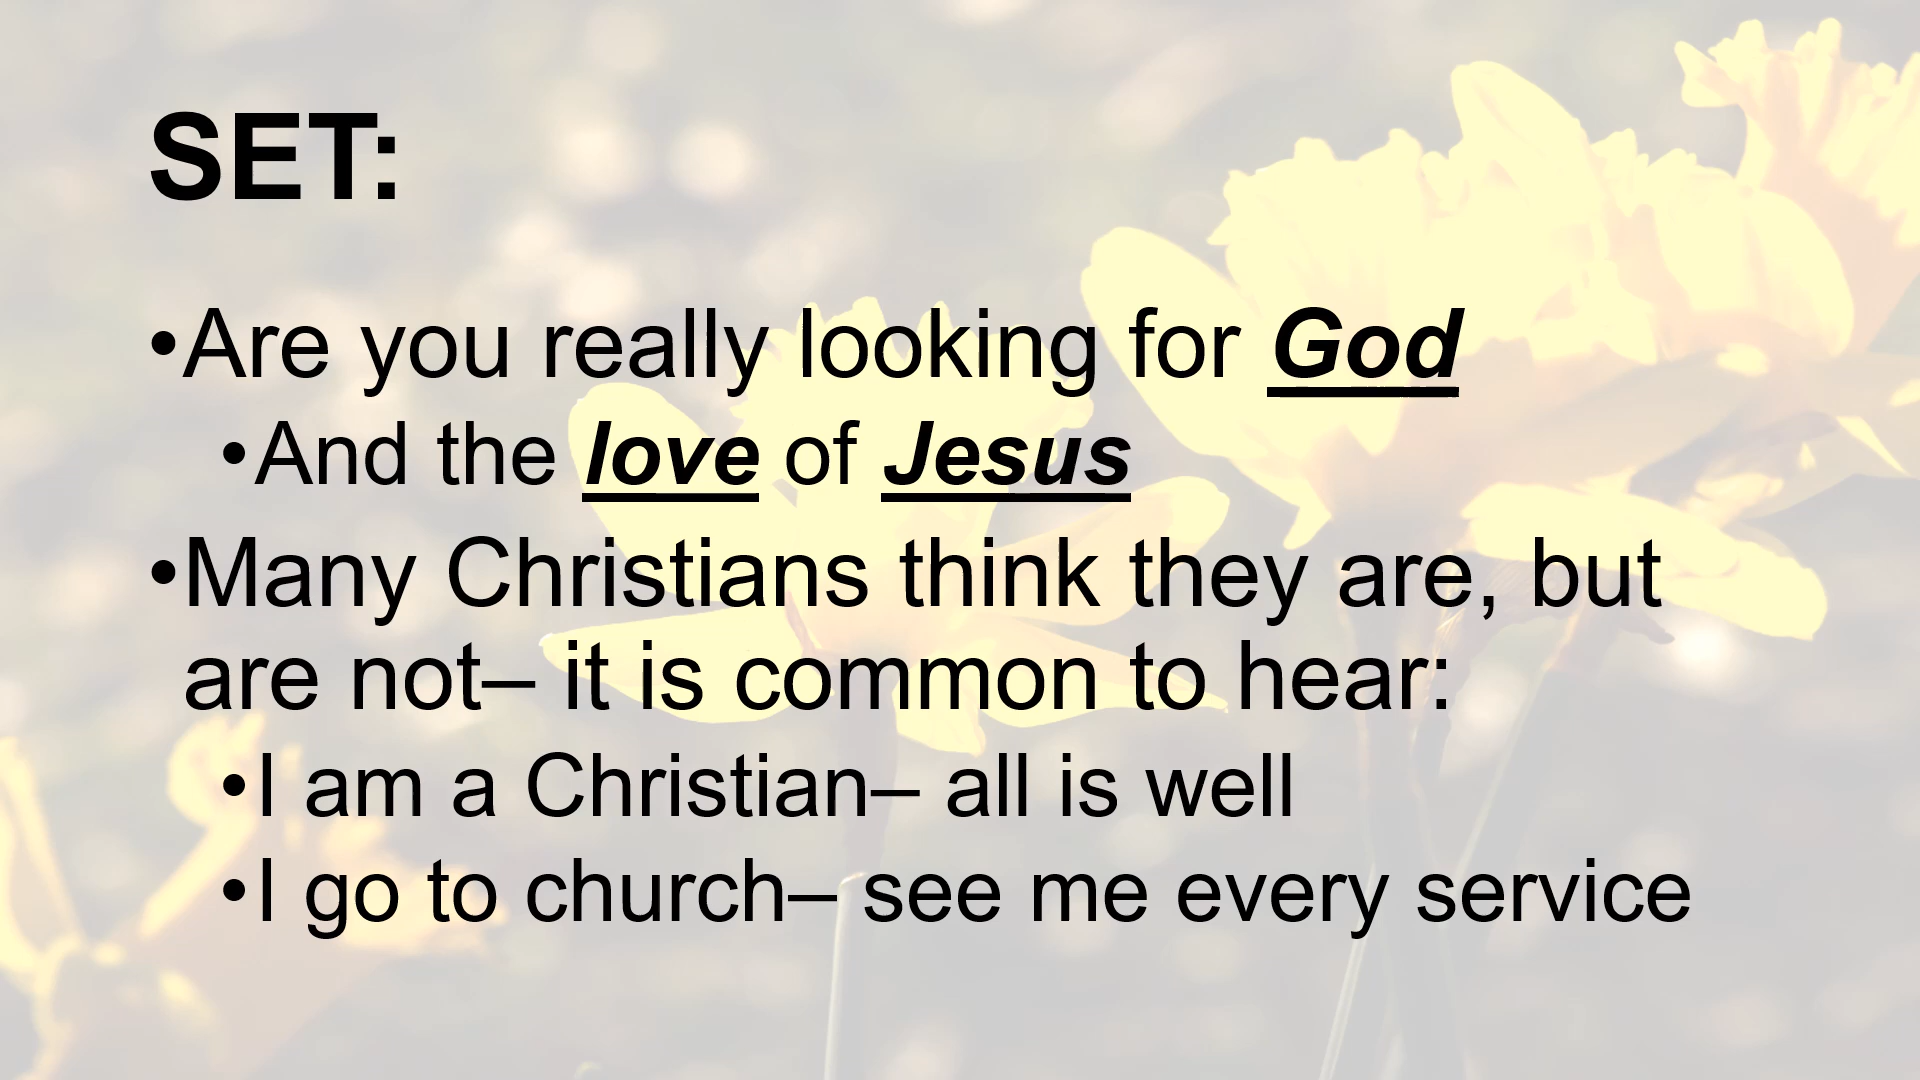 SET:
•Are you really looking for God
•And the love of Jesus
•Many Christians think they are, but
are not– it is common to hear:
•I am a Christian– all is well
•I go to church– see me every service